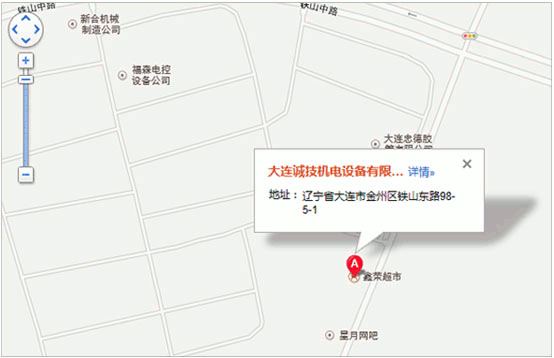 铁山中路
铁山中路
新合机械
制造公司
福森电控
设备公司
大连忠德胶
大连诚技机电设备有限... 详情»
地址： 辽宁省大连市金州区铁山东路98-
5-1
A
鑫荣超市
星月网吧